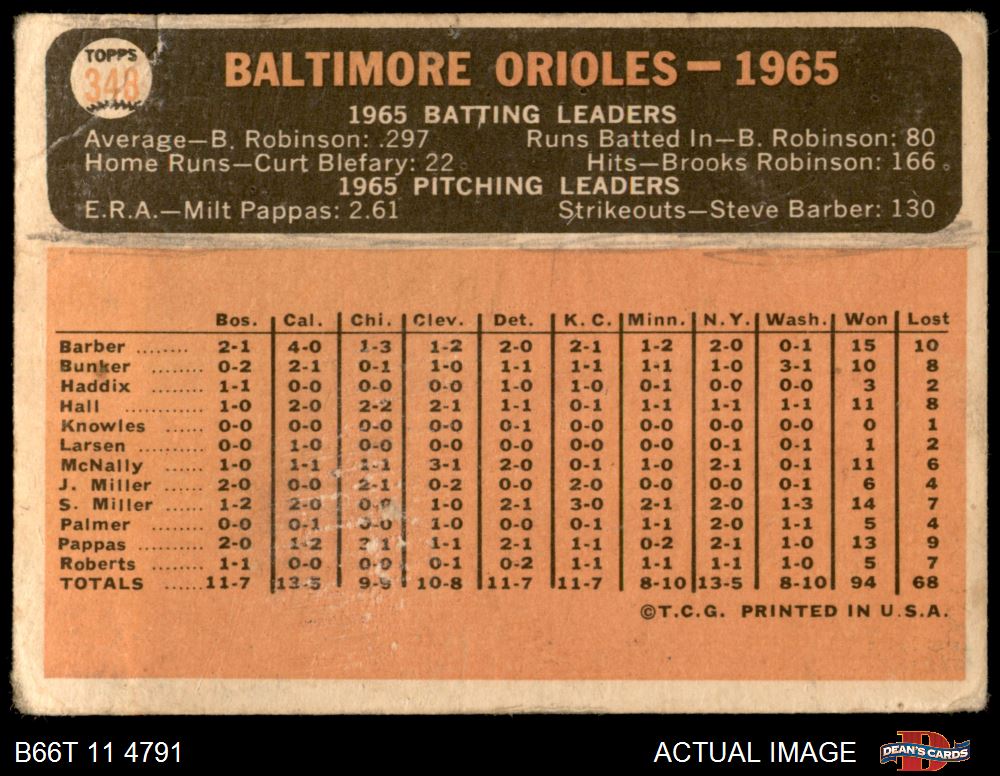 TOPPS
348
BALTIMORE ORIOLES — 1965
1965 BATTING LEADERS
Average—B. Robinson: .297 Runs Batted In—B. Robinson: 80
Home Runs—Curt Blefary: 22 Hits—Brooks Robinson: 166
1965 PITCHING LEADERS
E.R.A.—Milt Pappas: 2.61 Strikeouts—Steve Barber: 130
Bos. Cal. Chi. Clev. Det. K. C. Minn. N.Y. Wash. Won Lost
Barber ........ 2-1 4-0 1-3 1-2 2-0 2-1 1-2 2-0 0-1 15 10
Bunker ....... 0-2 2-1 0-1 1-0 1-1 1-1 1-1 1-0 3-1 10 8
Haddix ....... 1-1 0-0 0-0 0-0 1-0 1-0 0-1 0-0 0-0 3 2
Hall ........... 1-0 2-0 2-2 2-1 1-1 0-1 1-1 1-1 1-1 11 8
Knowles ...... 0-0 0-0 0-0 0-0 0-1 0-0 0-0 0-0 0-0 0 1
Larsen ....... 0-0 1-0 0-0 0-0 0-0 0-0 0-0 0-1 0-1 1 2
McNally ...... 1-0 1-1 1-1 3-1 2-0 0-1 1-0 2-1 0-1 11 6
J. Miller ...... 2-0 0-0 2-1 0-2 2-0 0-1 0-0 0-0 0-0 6 4
S. Miller ...... 1-2 2-0 0-0 1-0 2-1 3-0 2-1 2-0 1-3 14 7
Palmer ....... 0-0 0-1 0-0 1-0 0-0 0-1 1-1 2-0 1-1 5 4
Pappas ........ 2-0 1-2 3-1 1-1 2-1 1-1 0-2 2-1 1-0 13 9
Roberts ...... 1-1 0-0 0-0 0-1 0-2 1-1 1-1 1-1 1-0 5 7
TOTALS ...... 11-7 13-5 9-9 10-8 11-7 11-7 8-10 13-5 8-10 94 68
©T.C.G. PRINTED IN U.S.A.
B66T 11 4791 ACTUAL IMAGE DEAN'S CARDS